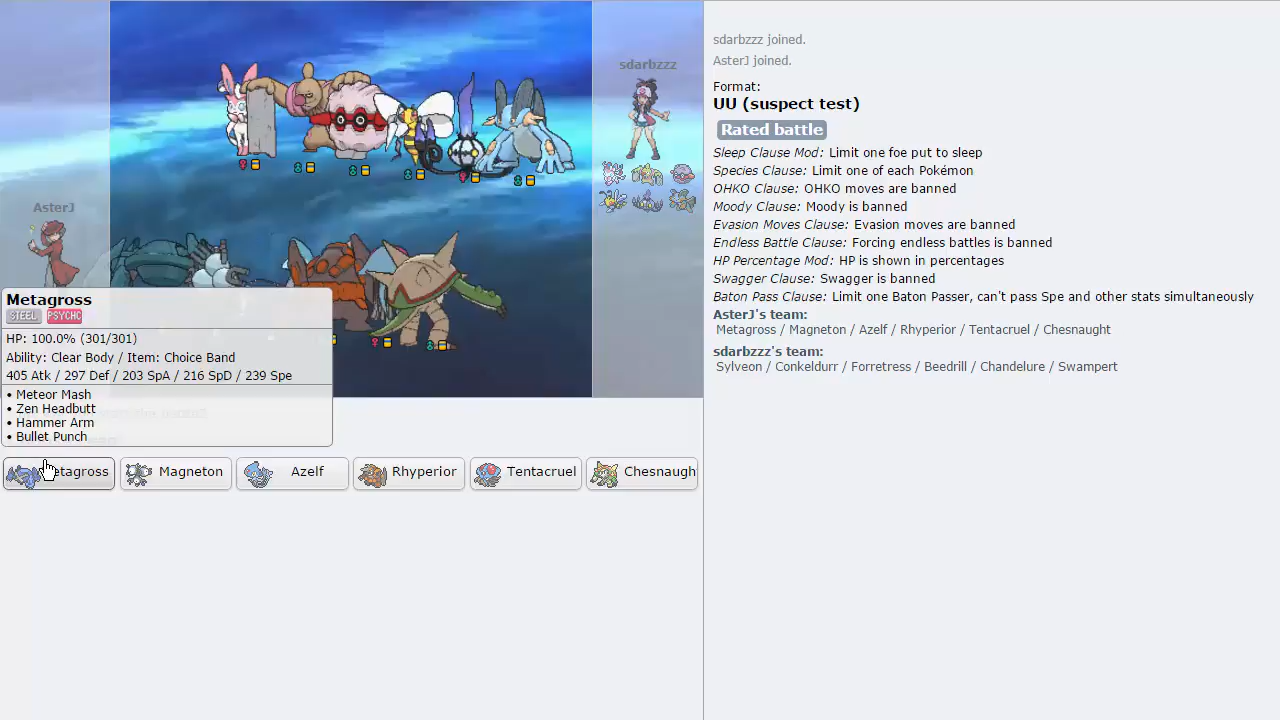 sdarbzzz
AsterJ
Metagross
STEEL PSYCHC
HP: 100.0% (301/301)
Ability: Clear Body / Item: Choice Band
405 Atk / 297 Def / 203 SpA / 216 SpD / 239 Spe
• Meteor Mash
• Zen Headbutt
• Hammer Arm
• Bullet Punch
etagross
Magneton
Azelf
Rhyperior
Tentacruel
Chesnaugh
sdarbzzz joined.
AsterJ joined.
Format:
UU (suspect test)
Rated battle
Sleep Clause Mod: Limit one foe put to sleep
Species Clause: Limit one of each Pokémon
OHKO Clause: OHKO moves are banned
Moody Clause: Moody is banned
Evasion Moves Clause: Evasion moves are banned
Endless Battle Clause: Forcing endless battles is banned
HP Percentage Mod: HP is shown in percentages
Swagger Clause: Swagger is banned
Baton Pass Clause: Limit one Baton Passer, can't pass Spe and other stats simultaneously
AsterJ's team:
Metagross / Magneton / Azelf / Rhyperior / Tentacruel / Chesnaught
sdarbzzz's team:
Sylveon / Conkeldurr / Forretress / Beedrill / Chandelure / Swampert